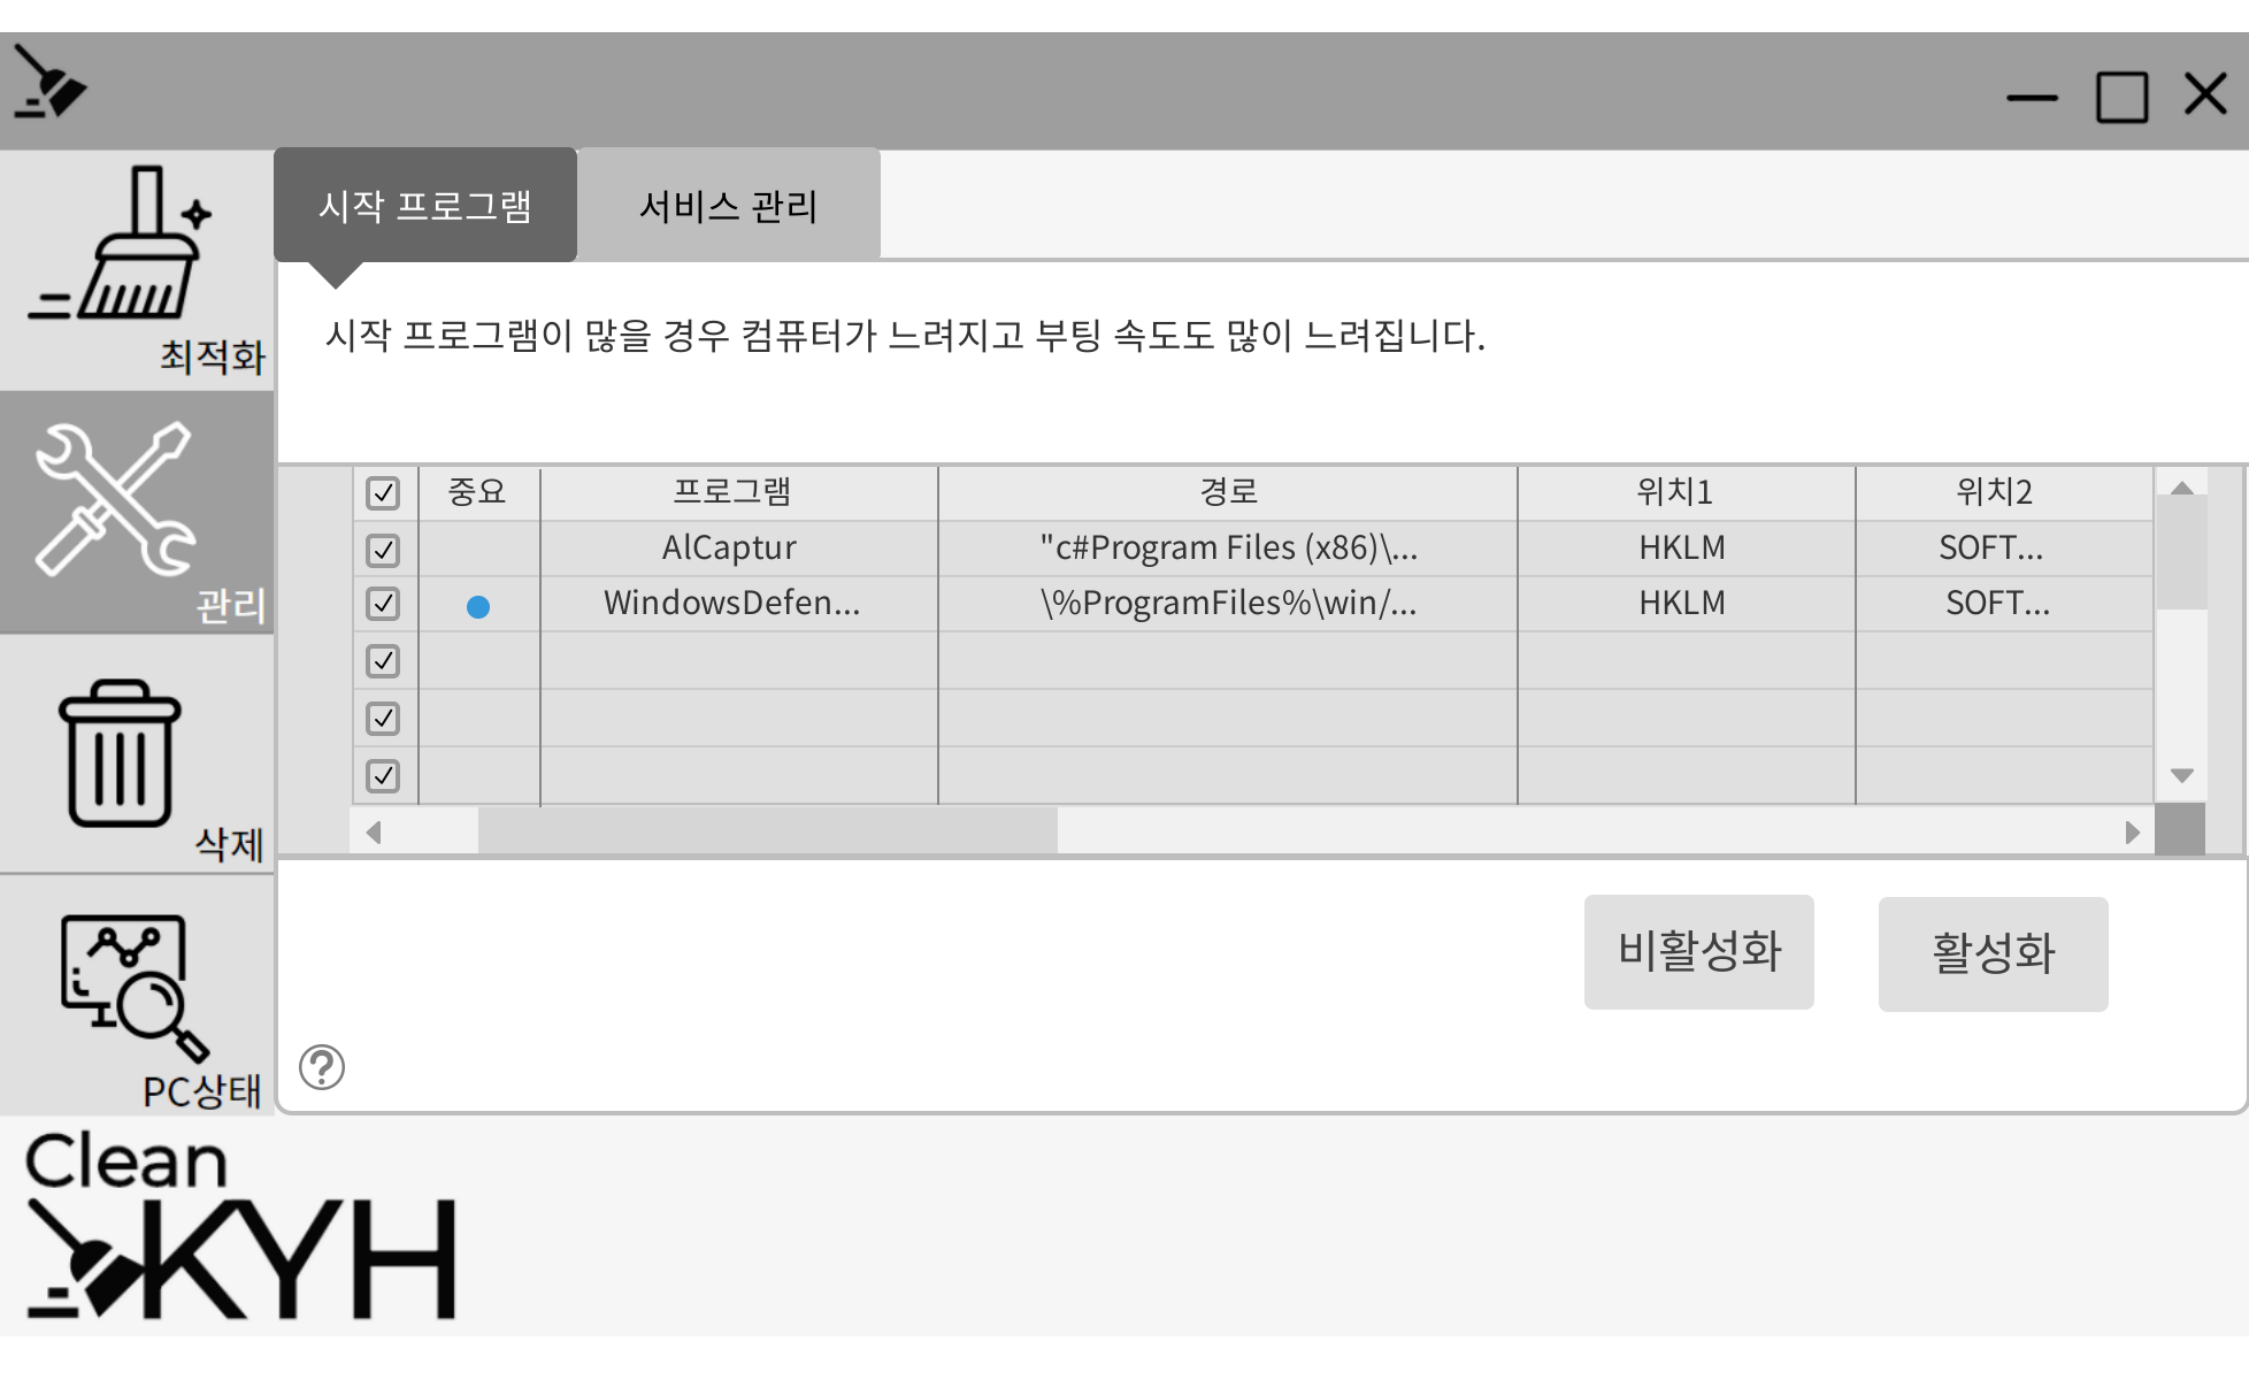 시작 프로그램
서비스 관리
최적화
관리
삭제
PC상태
시작 프로그램이 많을 경우 컴퓨터가 느려지고 부팅 속도도 많이 느려집니다.
중요 프로그램 경로 위치1 위치2
AlCaptur "c#Program Files (x86)\... HKLM SOFT...
WindowsDefen... \%ProgramFiles%\win/... HKLM SOFT...
비활성화 활성화
?
Clean
KYH